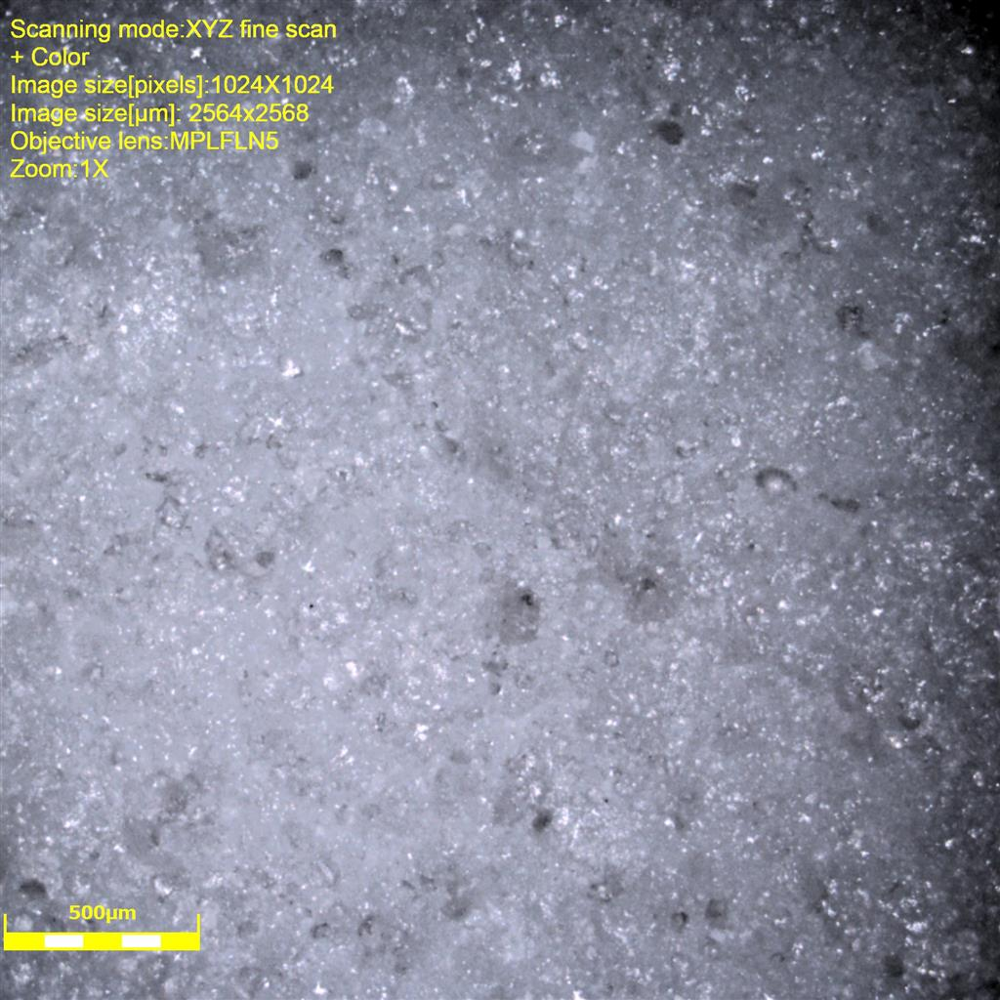 Scanning mode:XYZ fine scan
+ Color
Image size[pixels]:1024X1024
Image size[µm]: 2564x2568
Objective lens:MPLFLN5
Zoom:1X
500µm